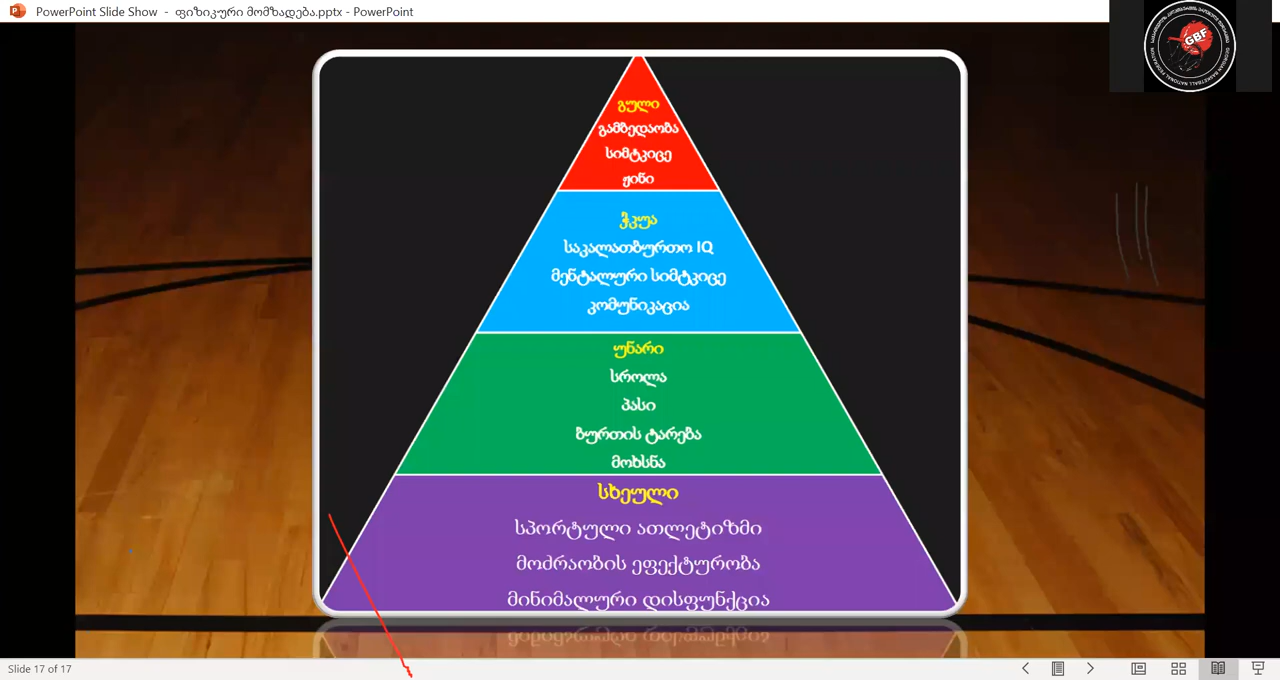 PowerPoint Slide Show - ფიზიკური მომზადება.pptx - PowerPoint
GBF
გული
გამბედაობა
სიმტკიცე
ჟინი
ჭკუა
საკალათბურთო IQ
მენტალური სიმტკიცე
კომუნიკაცია
უნარი
სროლა
პასი
ბურთის ტარება
მოხსნა
სხეული
სპორტული ათლეტიზმი
მოძრაობის ეფექტურობა
მინიმალური დისფუნქცია
Slide 17 of 17